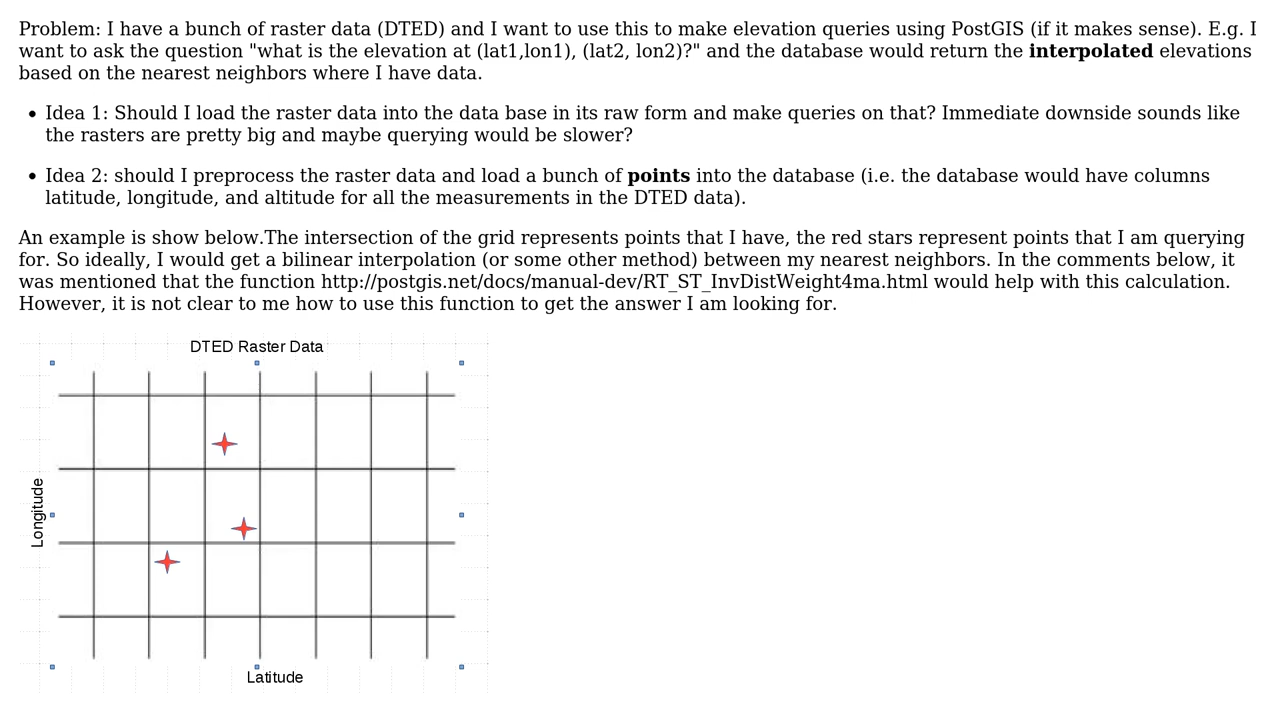 Problem: I have a bunch of raster data (DTED) and I want to use this to make elevation queries using PostGIS (if it makes sense). E.g. I
want to ask the question "what is the elevation at (lat1,lon1), (lat2, lon2)?" and the database would return the interpolated elevations
based on the nearest neighbors where I have data.
• Idea 1: Should I load the raster data into the data base in its raw form and make queries on that? Immediate downside sounds like
the rasters are pretty big and maybe querying would be slower?
• Idea 2: should I preprocess the raster data and load a bunch of points into the database (i.e. the database would have columns
latitude, longitude, and altitude for all the measurements in the DTED data).
An example is show below.The intersection of the grid represents points that I have, the red stars represent points that I am querying
for. So ideally, I would get a bilinear interpolation (or some other method) between my nearest neighbors. In the comments below, it
was mentioned that the function http://postgis.net/docs/manual-dev/RT_ST_InvDistWeight4ma.html would help with this calculation.
However, it is not clear to me how to use this function to get the answer I am looking for.
DTED Raster Data
Longitude
Latitude